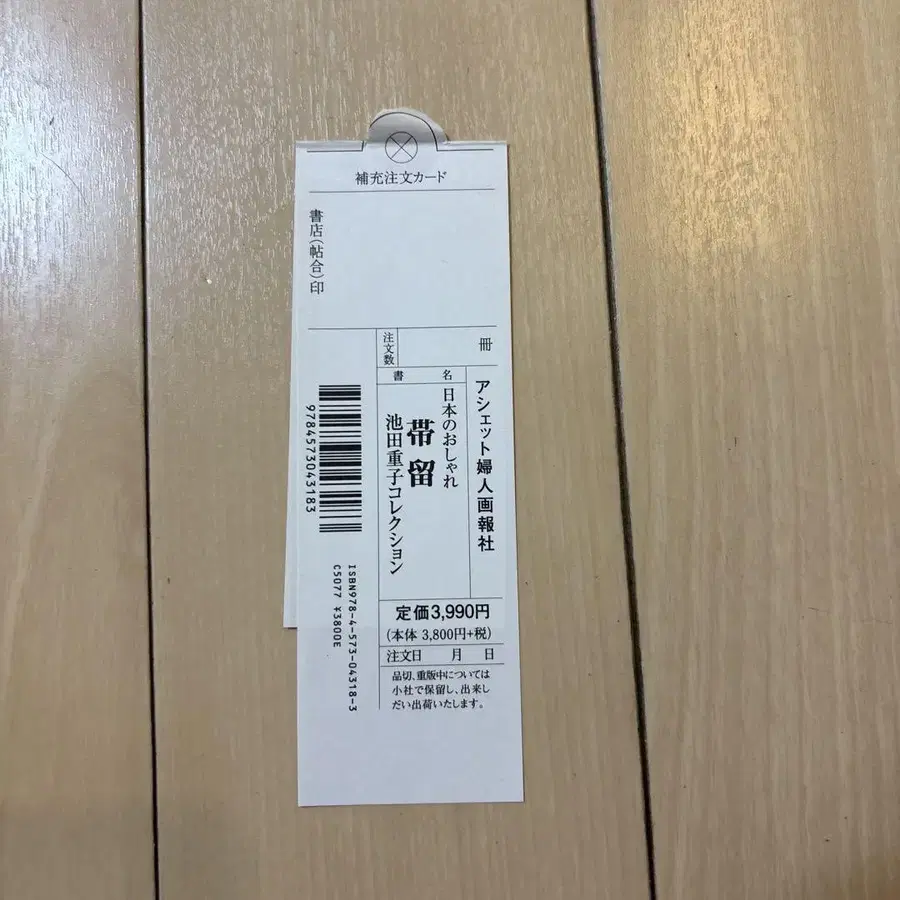 補充注文カード
書店(帖合)印
注文数
冊
書名
アシェット婦人画報社
日本のおしゃれ
帯留
池田重子コレクション
9784573043183
ISBN978-4-573-04318-3
C5077 ¥3800E
定価3,990円
(本体 3,800円+税)
注文日 月 日
品切、重版中については
小社で保留し、出来し
だい出荷いたします。